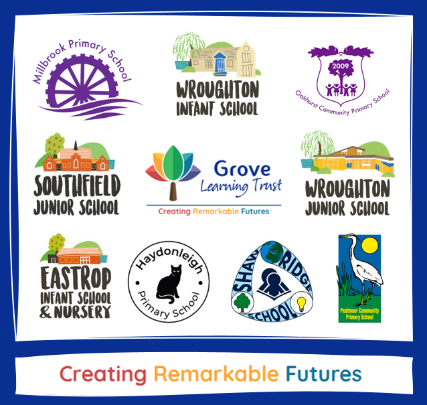 Millbrook Primary School
WROUGHTON
INFANT SCHOOL
2009
Oakhurst Community Primary School
SOUTHFIELD
JUNIOR SCHOOL
Grove
Learning Trust
Creating Remarkable Futures
WROUGHTON
JUNIOR SCHOOL
EASTROP
INFANT SCHOOL
& NURSERY
Haydonleigh
Primary School
SHAW RIDGE
SCHOOL
Peatmoor Community
Primary School
Creating Remarkable Futures